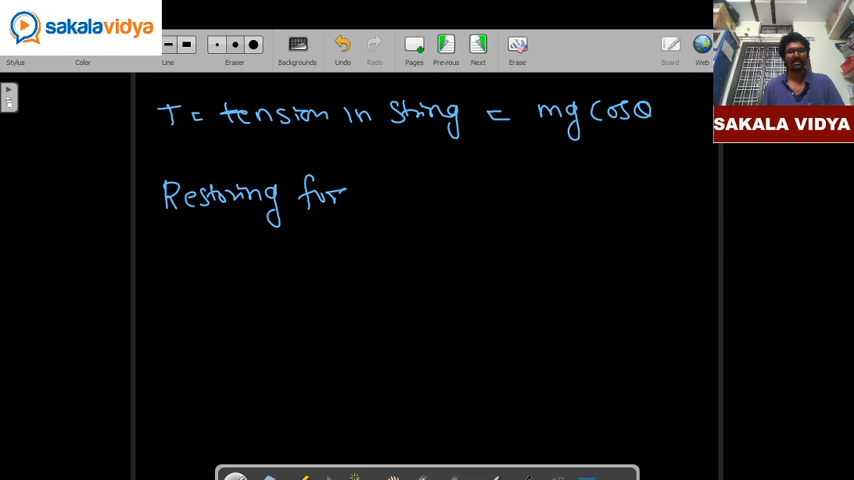 sakalavidya
Stylus Color Line Eraser Backgrounds Undo Redo Pages Previous Next Erase Board Web
SAKALA VIDYA
T = tension in string = mg cosθ
Restoring for